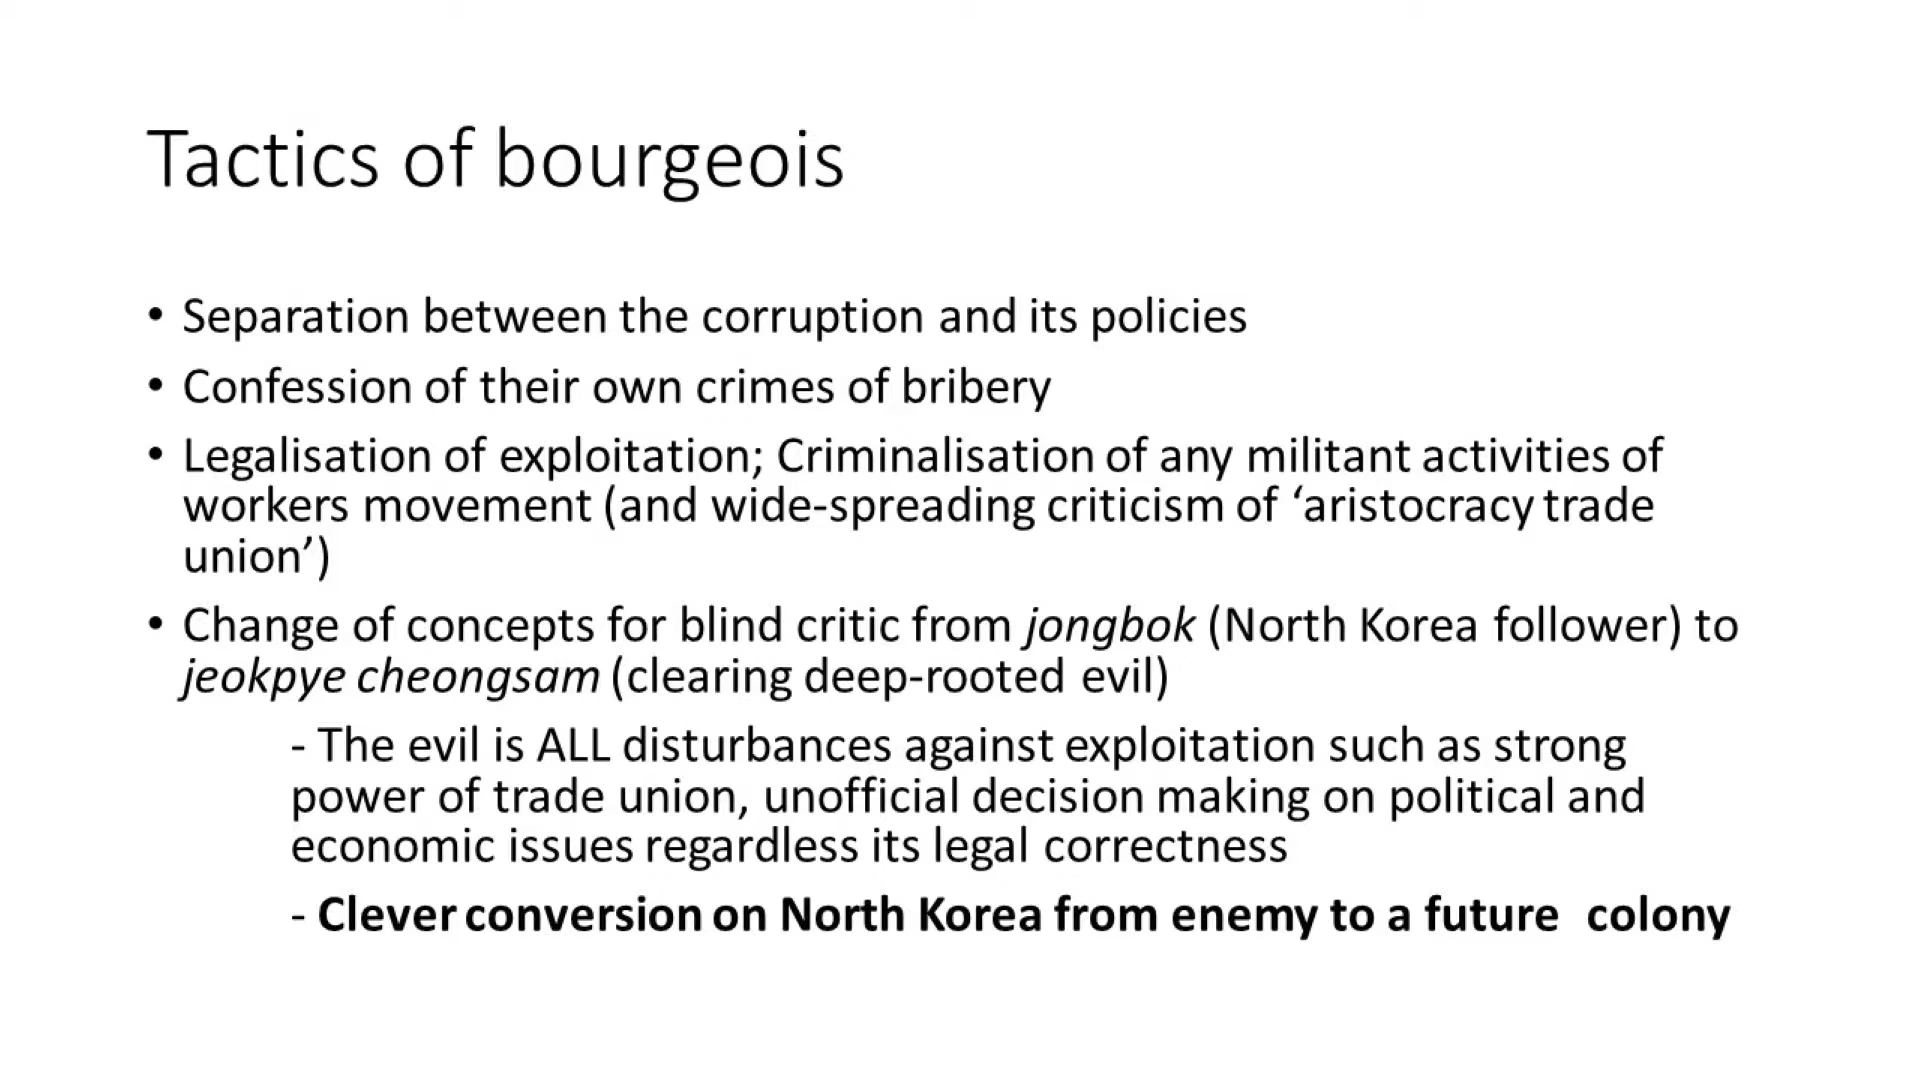 Tactics of bourgeois
• Separation between the corruption and its policies
• Confession of their own crimes of bribery
• Legalisation of exploitation; Criminalisation of any militant activities of
workers movement (and wide-spreading criticism of ‘aristocracy trade
union’)
• Change of concepts for blind critic from jongbok (North Korea follower) to
jeokpye cheongsam (clearing deep-rooted evil)
- The evil is ALL disturbances against exploitation such as strong
power of trade union, unofficial decision making on political and
economic issues regardless its legal correctness
- Clever conversion on North Korea from enemy to a future colony